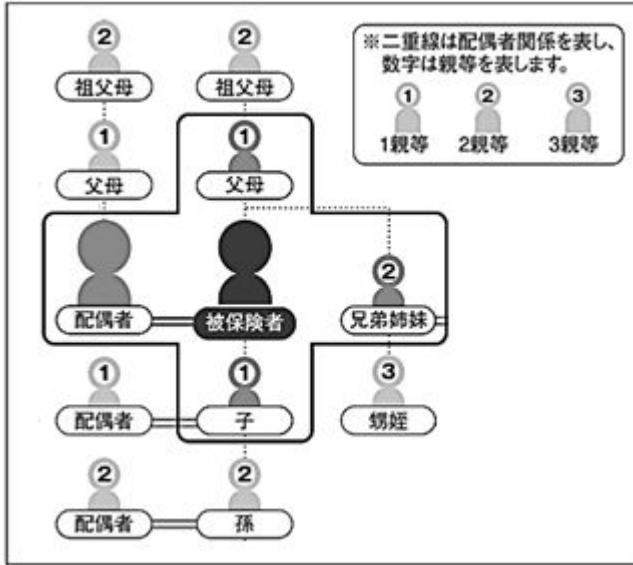 ② ②
祖父母 祖父母
※二重線は配偶者関係を表し、
数字は親等を表します。
① ② ③
1親等 2親等 3親等
① ①
父母 父母
②
配偶者 被保険者 兄弟姉妹
① ① ③
配偶者 子 甥姪
② ②
配偶者 孫